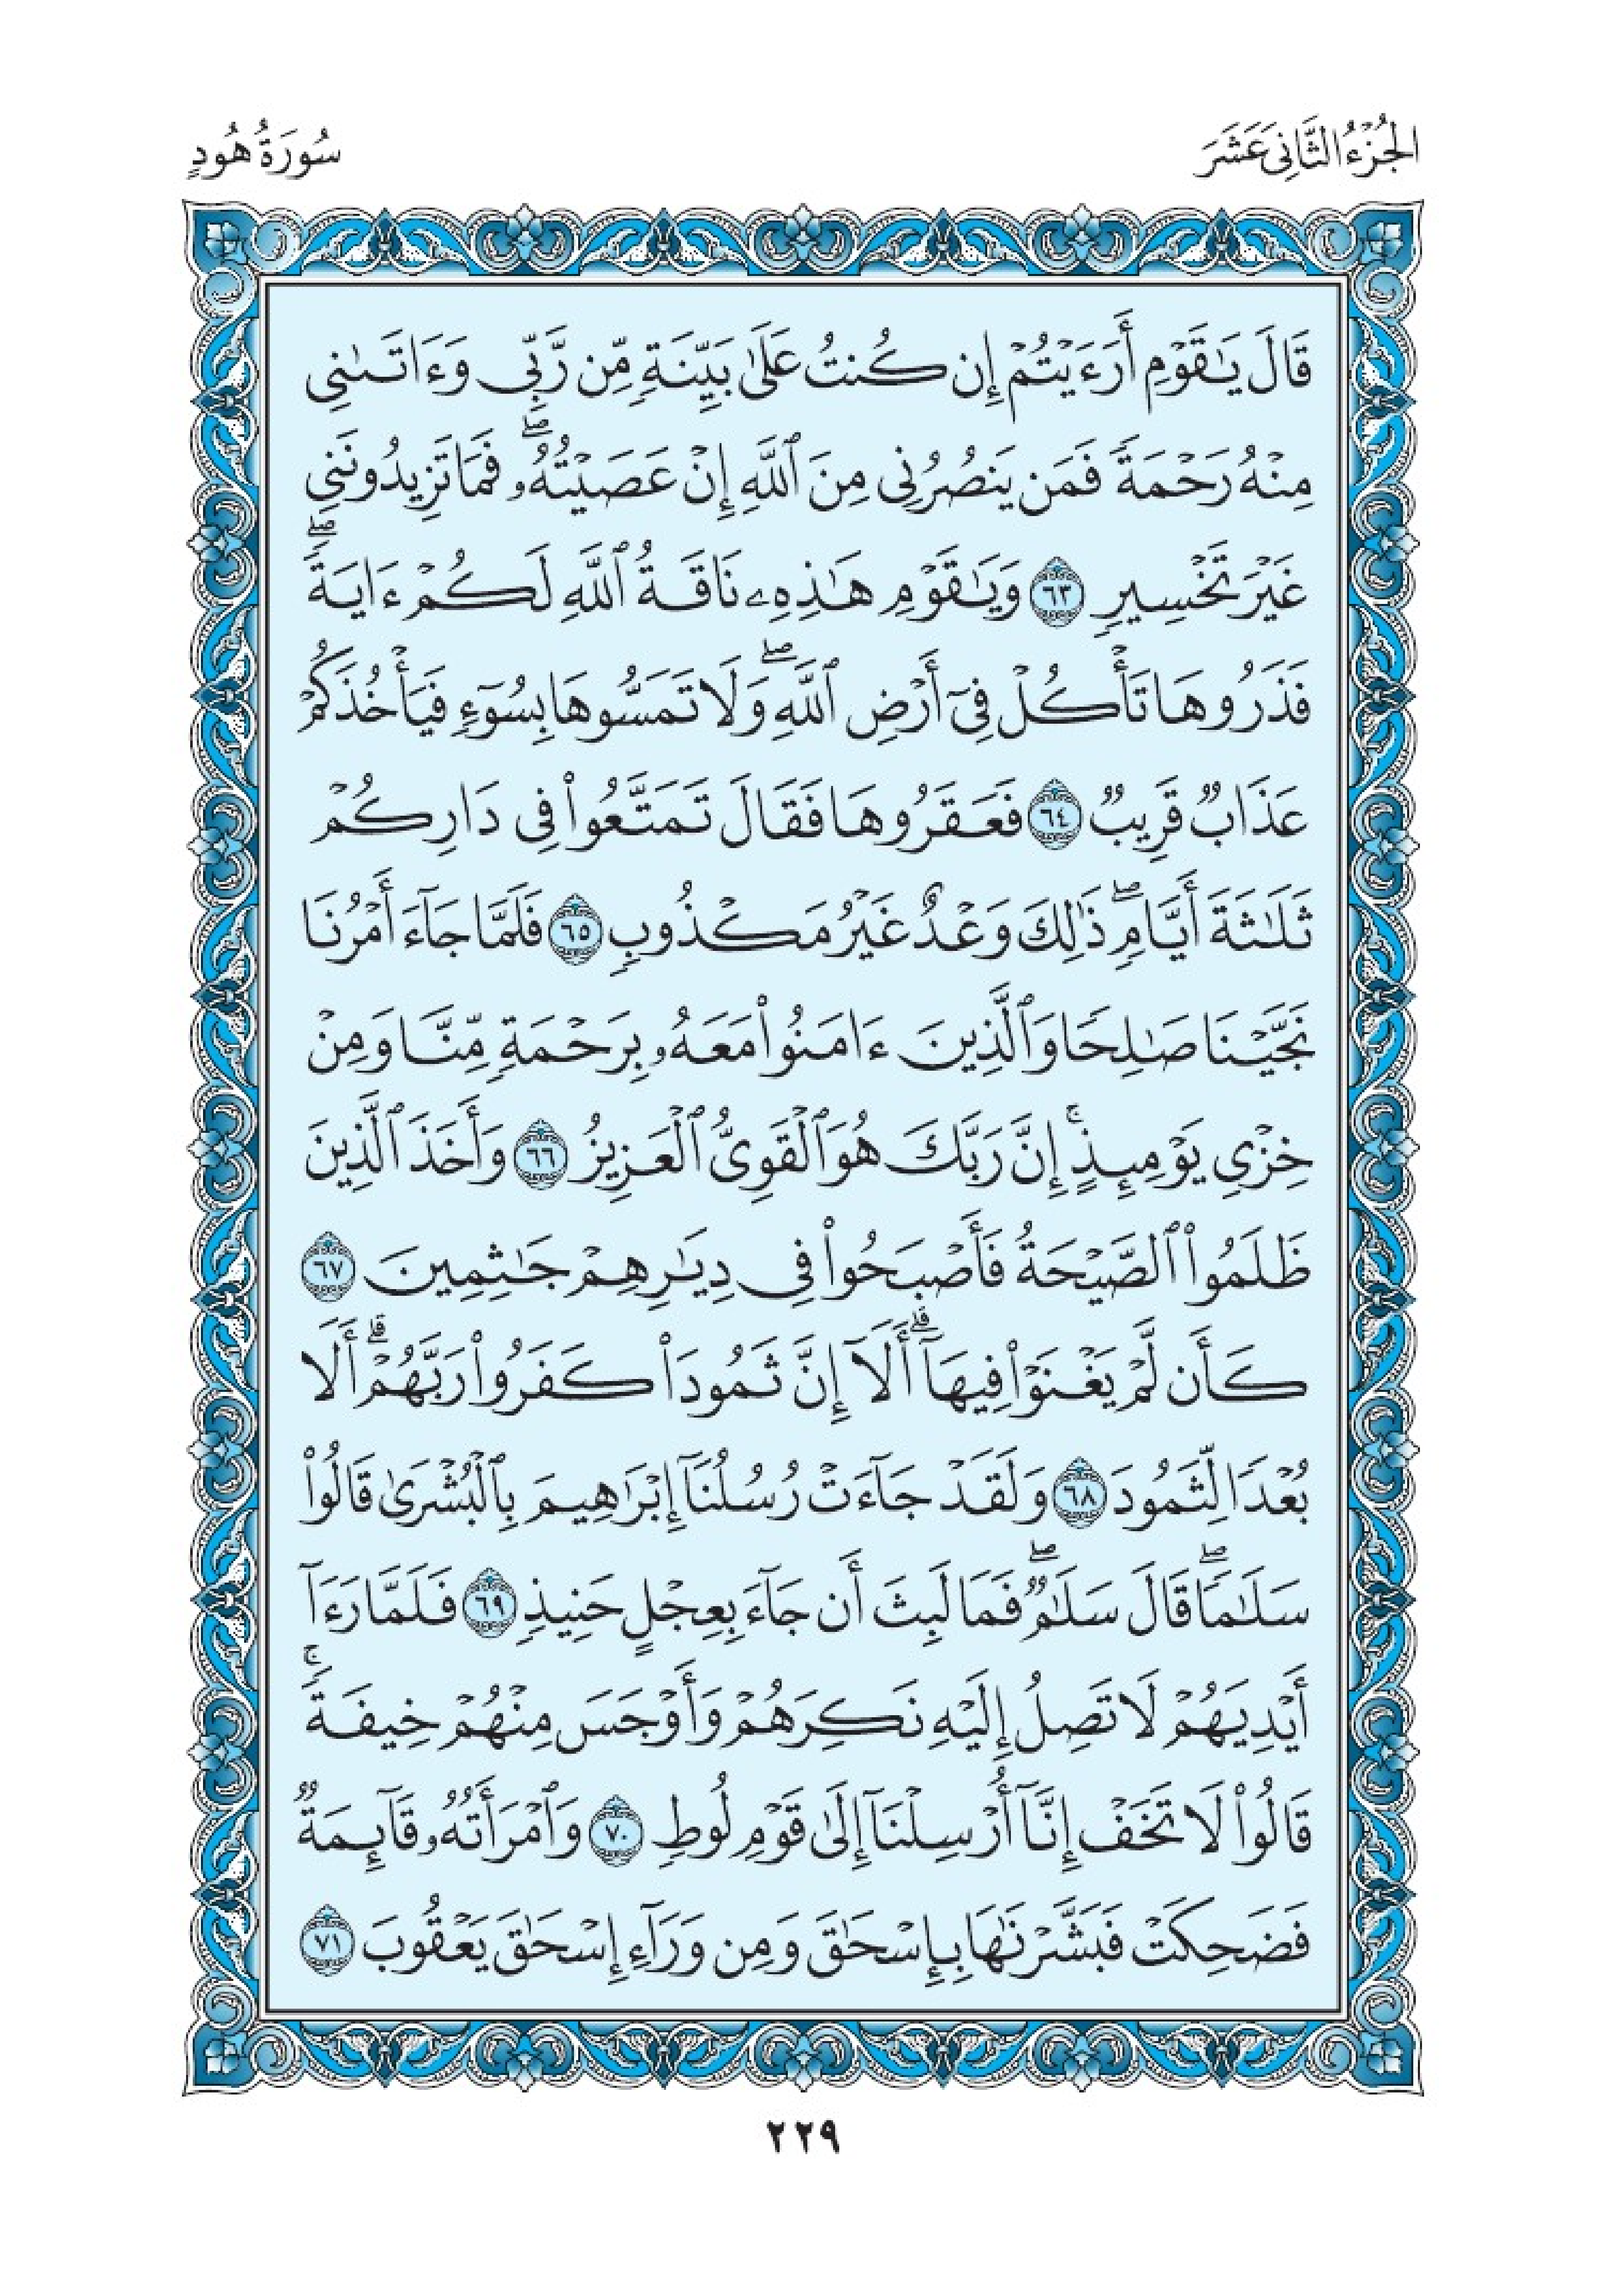 الجُزْءُ الثَّانِي عَشَرَ
سُورَةُ هُودٍ
قَالَ يَٰقَوْمِ أَرَءَيْتُمْ إِن كُنتُ عَلَىٰ بَيِّنَةٍ مِّن رَّبِّي وَءَاتَىٰنِي
مِنْهُ رَحْمَةً فَمَن يَنصُرُنِي مِنَ ٱللَّهِ إِنْ عَصَيْتُهُۥۖ فَمَا تَزِيدُونَنِي
غَيْرَ تَخْسِيرٍ ٦٣ وَيَٰقَوْمِ هَٰذِهِۦ نَاقَةُ ٱللَّهِ لَكُمْ ءَايَةًۖ
فَذَرُوهَا تَأْكُلْ فِىٓ أَرْضِ ٱللَّهِۖ وَلَا تَمَسُّوهَا بِسُوٓءٍ فَيَأْخُذَكُمْ
عَذَابٌ قَرِيبٌ ٦٤ فَعَقَرُوهَا فَقَالَ تَمَتَّعُوا۟ فِي دَارِكُمْ
ثَلَٰثَةَ أَيَّامٍۖ ذَٰلِكَ وَعْدٌ غَيْرُ مَكْذُوبٍ ٦٥ فَلَمَّا جَآءَ أَمْرُنَا
نَجَّيْنَا صَٰلِحًا وَٱلَّذِينَ ءَامَنُوا۟ مَعَهُۥ بِرَحْمَةٍ مِّنَّا وَمِنْ
خِزْيِ يَوْمِئِذٍۚ إِنَّ رَبَّكَ هُوَ ٱلْقَوِىُّ ٱلْعَزِيزُ ٦٦ وَأَخَذَ ٱلَّذِينَ
ظَلَمُوا۟ ٱلصَّيْحَةُ فَأَصْبَحُوا۟ فِي دِيَٰرِهِمْ جَٰثِمِينَ ٦٧
كَأَن لَّمْ يَغْنَوْا۟ فِيهَآۗ أَلَآ إِنَّ ثَمُودَا۟ كَفَرُوا۟ رَبَّهُمْۗ أَلَا
بُعْدًا لِّثَمُودَ ٦٨ وَلَقَدْ جَآءَتْ رُسُلُنَآ إِبْرَٰهِيمَ بِٱلْبُشْرَىٰ قَالُوا۟
سَلَٰمًاۖ قَالَ سَلَٰمٌۖ فَمَا لَبِثَ أَن جَآءَ بِعِجْلٍ حَنِيذٍ ٦٩ فَلَمَّا رَءَآ
أَيْدِيَهُمْ لَا تَصِلُ إِلَيْهِ نَكِرَهُمْ وَأَوْجَسَ مِنْهُمْ خِيفَةًۚ
قَالُوا۟ لَا تَخَفْ إِنَّآ أُرْسِلْنَآ إِلَىٰ قَوْمِ لُوطٍ ٧٠ وَٱمْرَأَتُهُۥ قَآئِمَةٌ
فَضَحِكَتْ فَبَشَّرْنَٰهَا بِإِسْحَٰقَ وَمِن وَرَآءِ إِسْحَٰقَ يَعْقُوبَ ٧١
٢٢٩